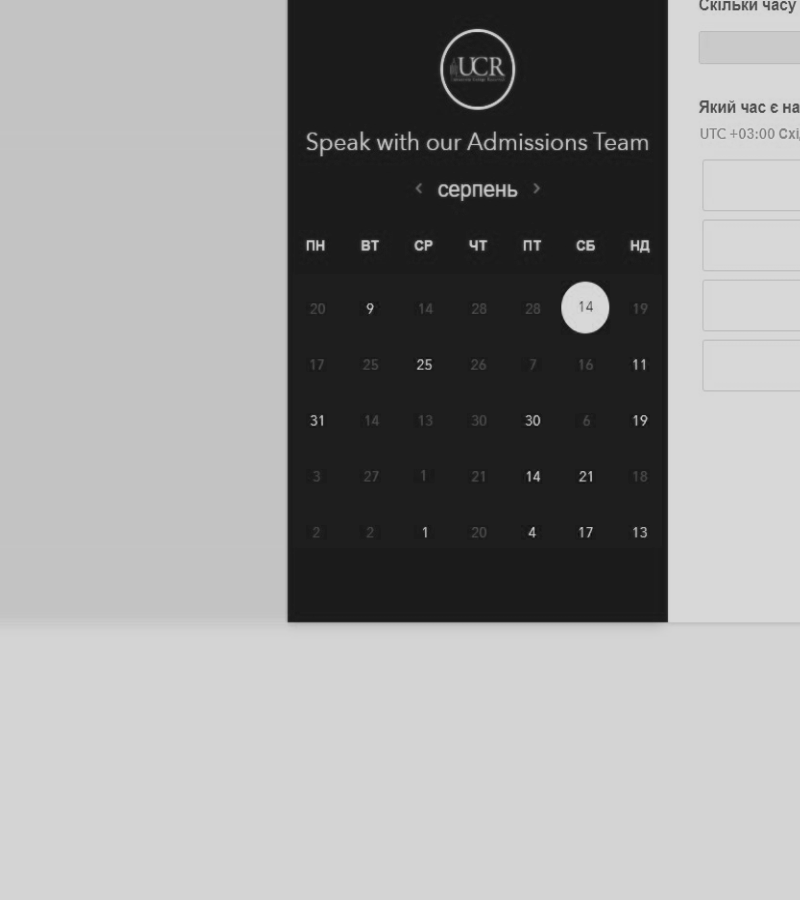 Скільки часу
UCR
Speak with our Admissions Team
Який час є на
UTC +03:00 Схі
‹ серпень ›
ПН ВТ СР ЧТ ПТ СБ НД
20 9 14 28 28 14 19
17 25 25 26 7 16 11
31 14 13 30 30 6 19
3 27 1 21 14 21 18
2 2 1 20 4 17 13